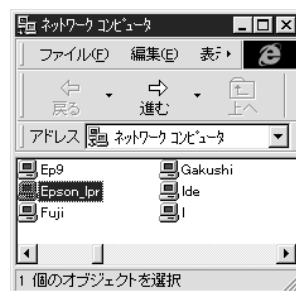 ネットワーク コンピュータ
ファイル(F) 編集(E) 表示
戻る 進む 上へ
アドレス ネットワーク コンピュータ
Ep9 Gakushi
Epson_lpr Ide
Fuji I
1 個のオブジェクトを選択